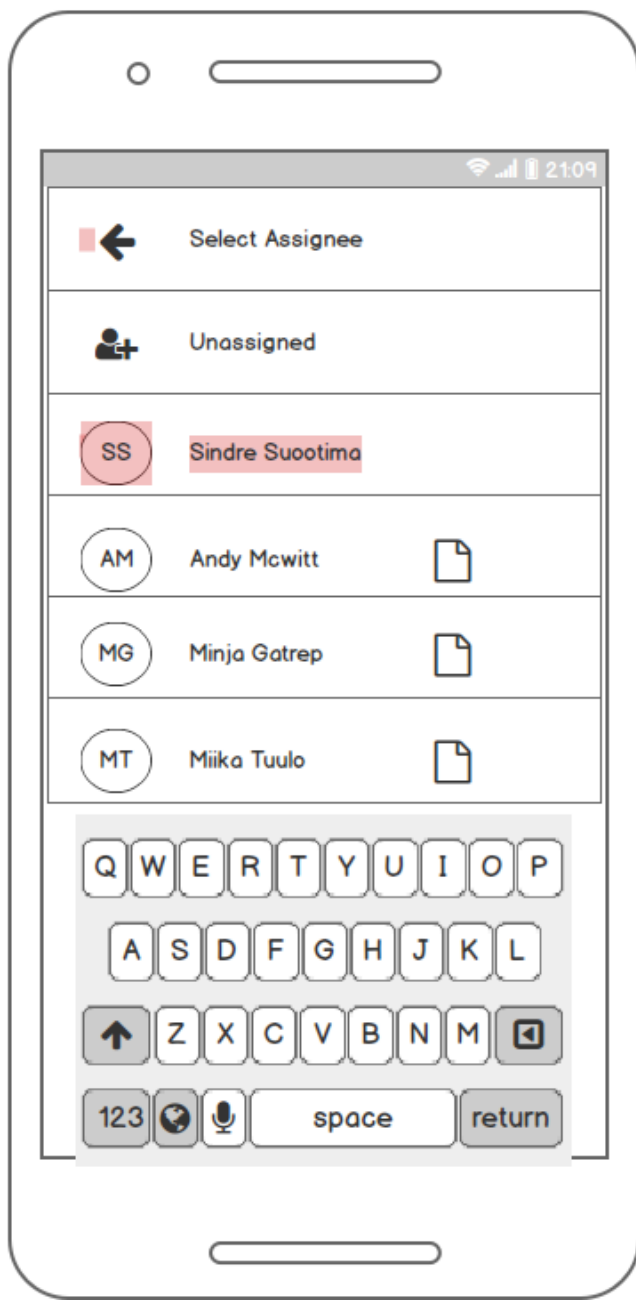 21:09
Select Assignee
Unassigned
SS Sindre Suootima
AM Andy Mcwitt
MG Minja Gatrep
MT Miika Tuulo
Q W E R T Y U I O P
A S D F G H J K L
Z X C V B N M
123 space return